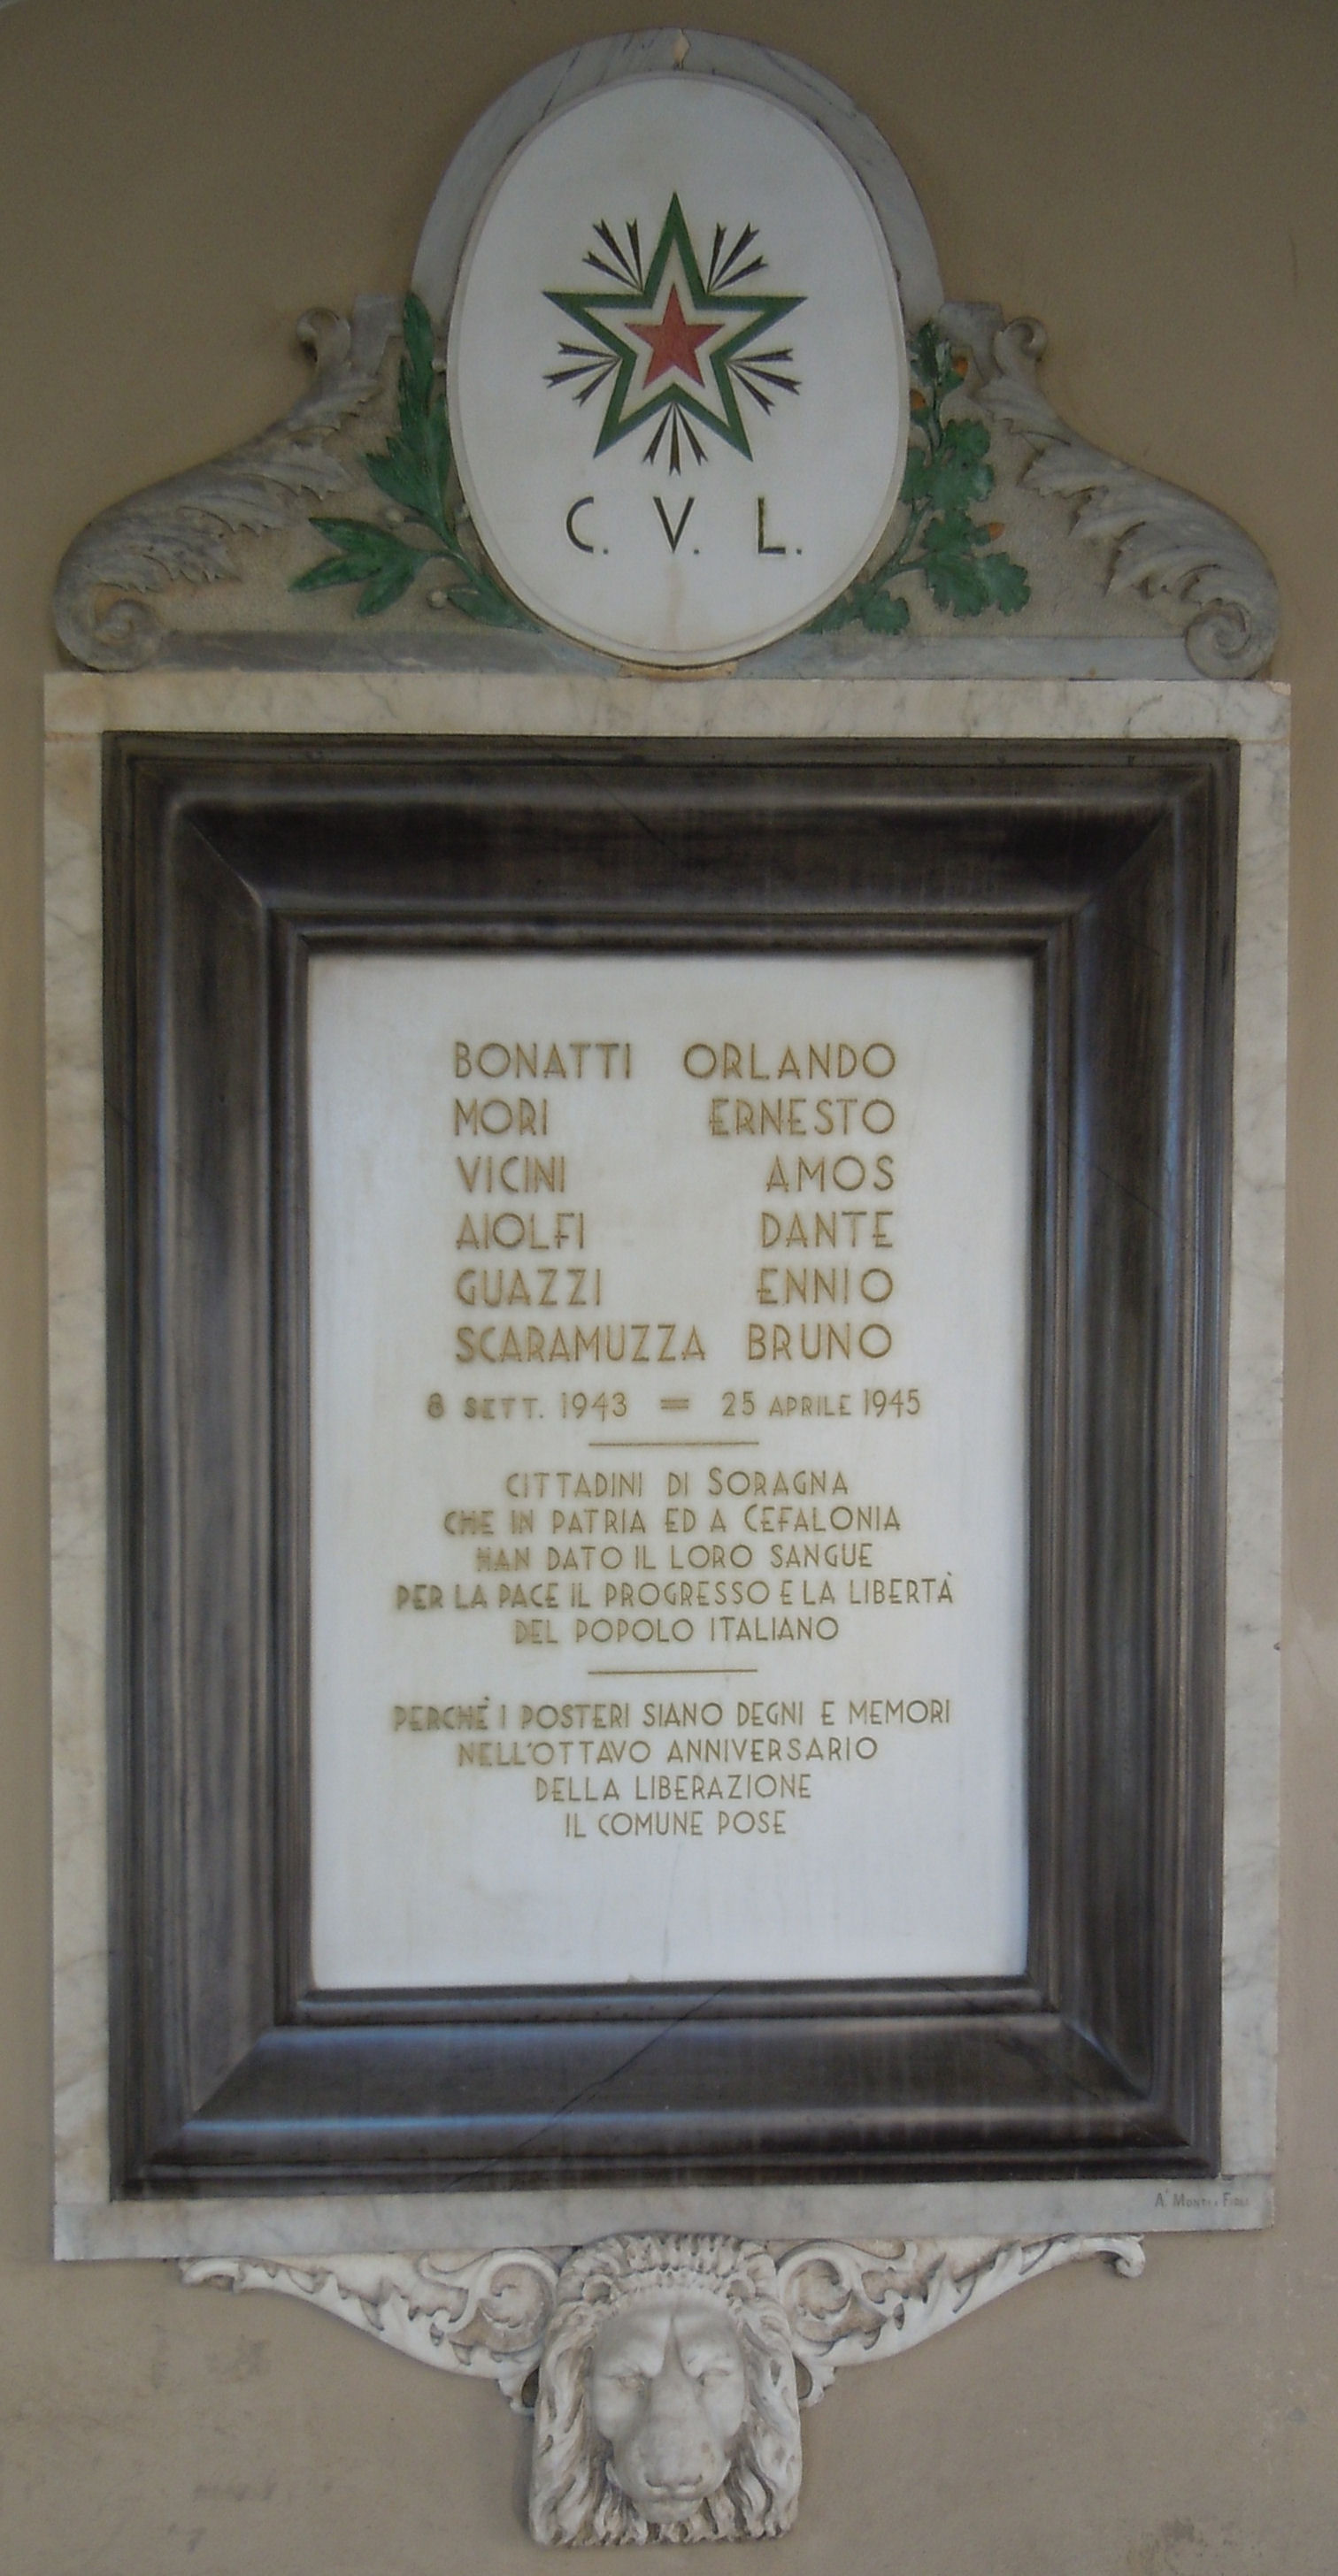 C. V. L.
BONATTI ORLANDO
MORI ERNESTO
VICINI AMOS
AIOLFI DANTE
GUAZZI ENNIO
SCARAMUZZA BRUNO
8 SETT. 1943 = 25 APRILE 1945
CITTADINI DI SORAGNA
CHE IN PATRIA ED A CEFALONIA
HAN DATO IL LORO SANGUE
PER LA PACE IL PROGRESSO E LA LIBERTÀ
DEL POPOLO ITALIANO
PERCHÈ I POSTERI SIANO DEGNI E MEMORI
NELL'OTTAVO ANNIVERSARIO
DELLA LIBERAZIONE
IL COMUNE POSE